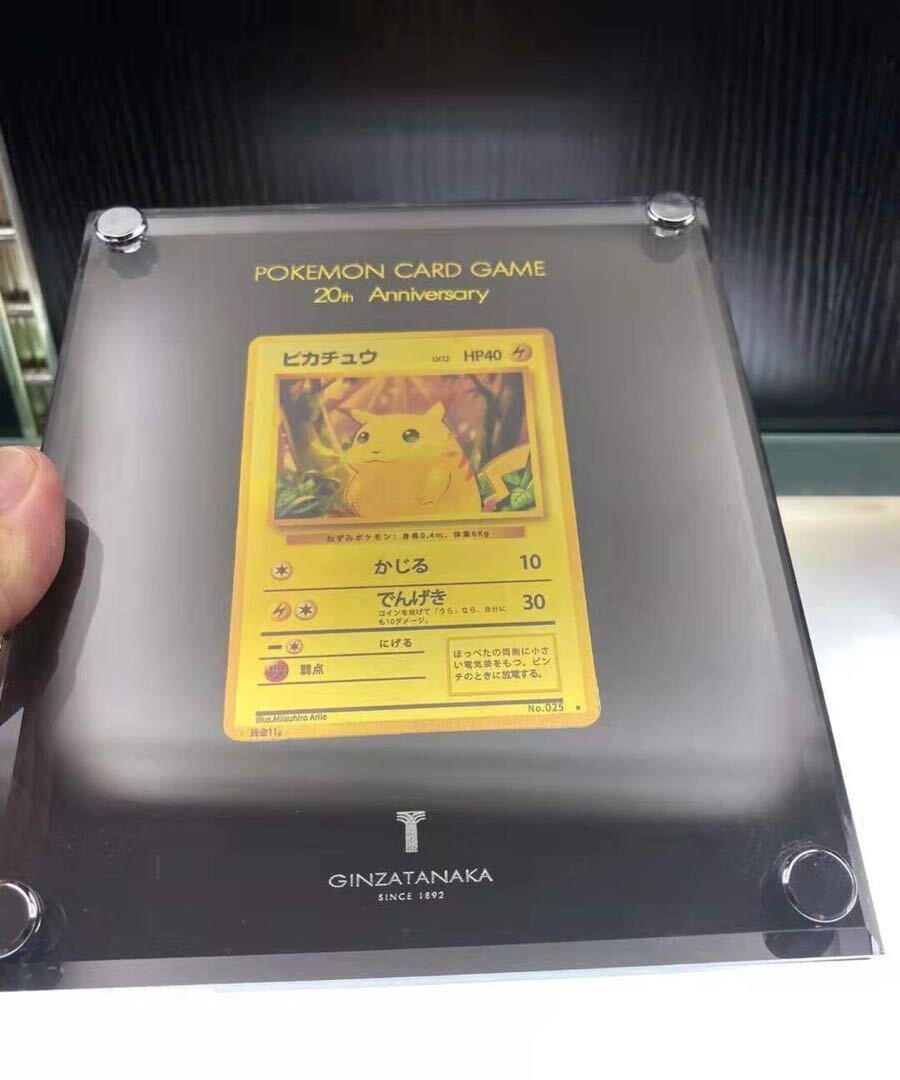 POKEMON CARD GAME
20th Anniversary
ピカチュウ LV.12 HP40
ねずみポケモン: 身長0.4m、体重6Kg
かじる 10
でんげき 30
コインを投げて「うら」なら、自分に
も10ダメージ。
にげる
弱点
ほっぺたの両側に小さ
い電気袋をもつ。ピン
チのときに放電する。
No.025
Illus.Mitsuhiro Arita
純金11g
GINZATANAKA
SINCE 1892